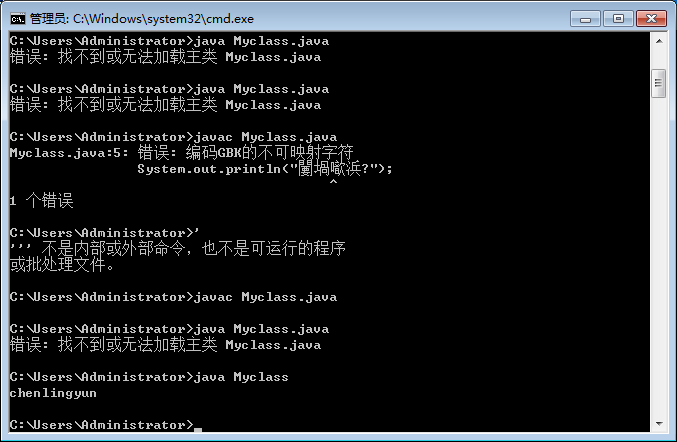 管理员: C:\Windows\system32\cmd.exe
C:\Users\Administrator>java Myclass.java
错误: 找不到或无法加载主类 Myclass.java
C:\Users\Administrator>java Myclass.java
错误: 找不到或无法加载主类 Myclass.java
C:\Users\Administrator>javac Myclass.java
Myclass.java:5: 错误: 编码GBK的不可映射字符
System.out.println("闄堝嚌浜?");
^
1 个错误
C:\Users\Administrator>'
''' 不是内部或外部命令，也不是可运行的程序
或批处理文件。
C:\Users\Administrator>javac Myclass.java
C:\Users\Administrator>java Myclass.java
错误: 找不到或无法加载主类 Myclass.java
C:\Users\Administrator>java Myclass
chenlingyun
C:\Users\Administrator>